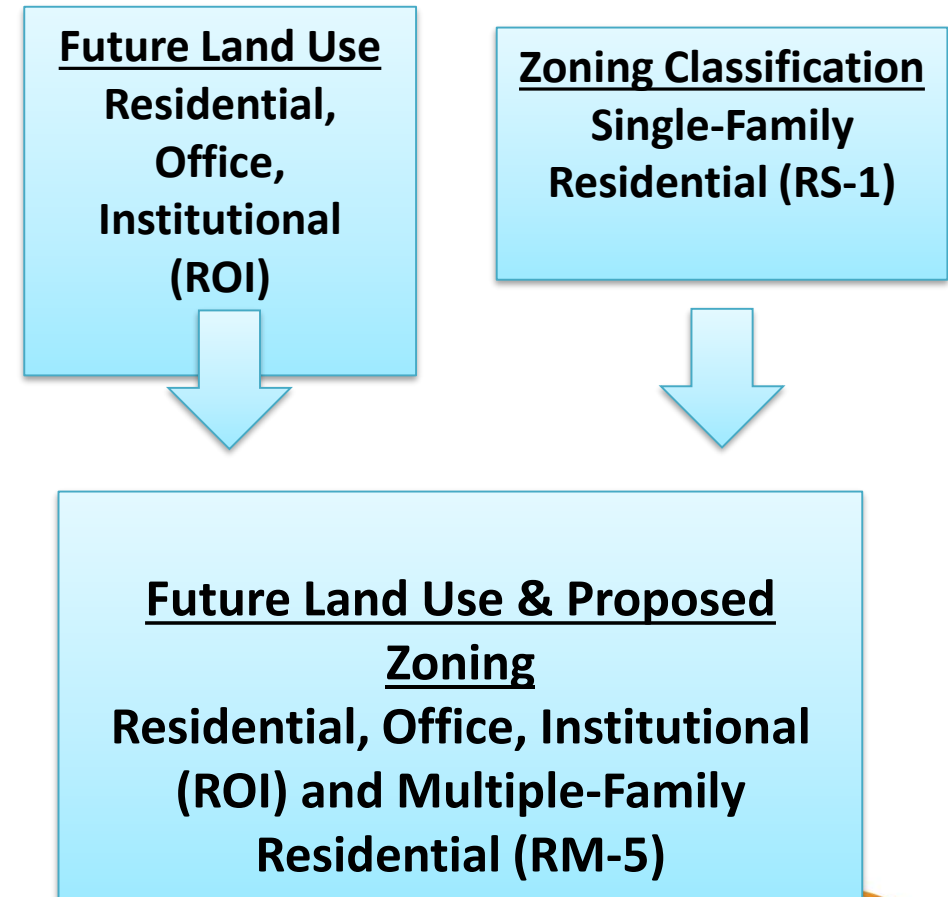 Future Land Use
Residential,
Office,
Institutional
(ROI)
Zoning Classification
Single-Family
Residential (RS-1)
Future Land Use & Proposed
Zoning
Residential, Office, Institutional
(ROI) and Multiple-Family
Residential (RM-5)